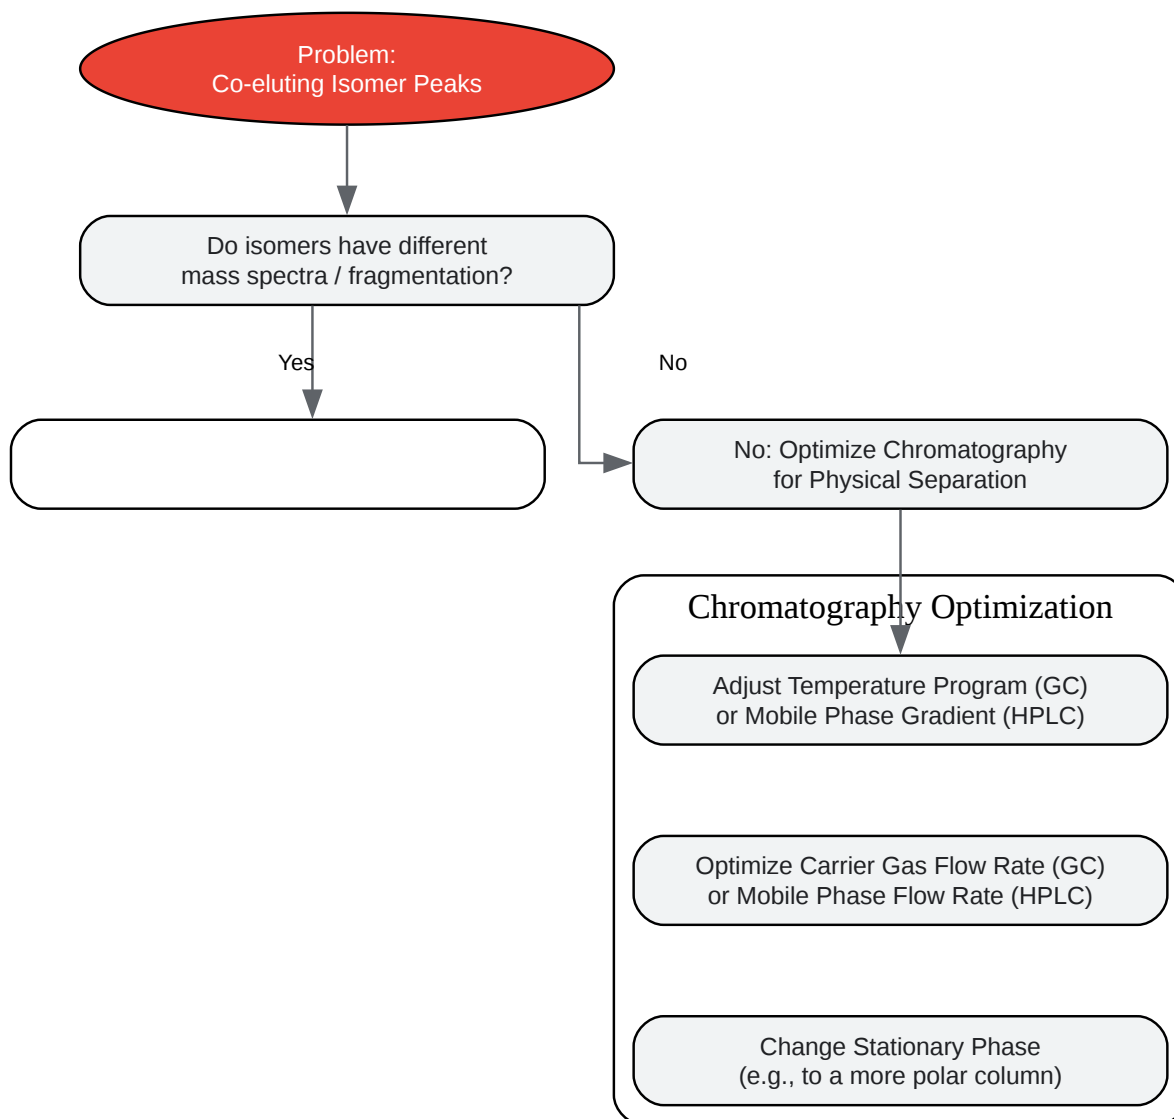 Problem:
Co-eluting Isomer Peaks
Do isomers have different
mass spectra / fragmentation?
Yes
No
No: Optimize Chromatography
for Physical Separation
Chromatography Optimization
Adjust Temperature Program (GC)
or Mobile Phase Gradient (HPLC)
Optimize Carrier Gas Flow Rate (GC)
or Mobile Phase Flow Rate (HPLC)
Change Stationary Phase
(e.g., to a more polar column)